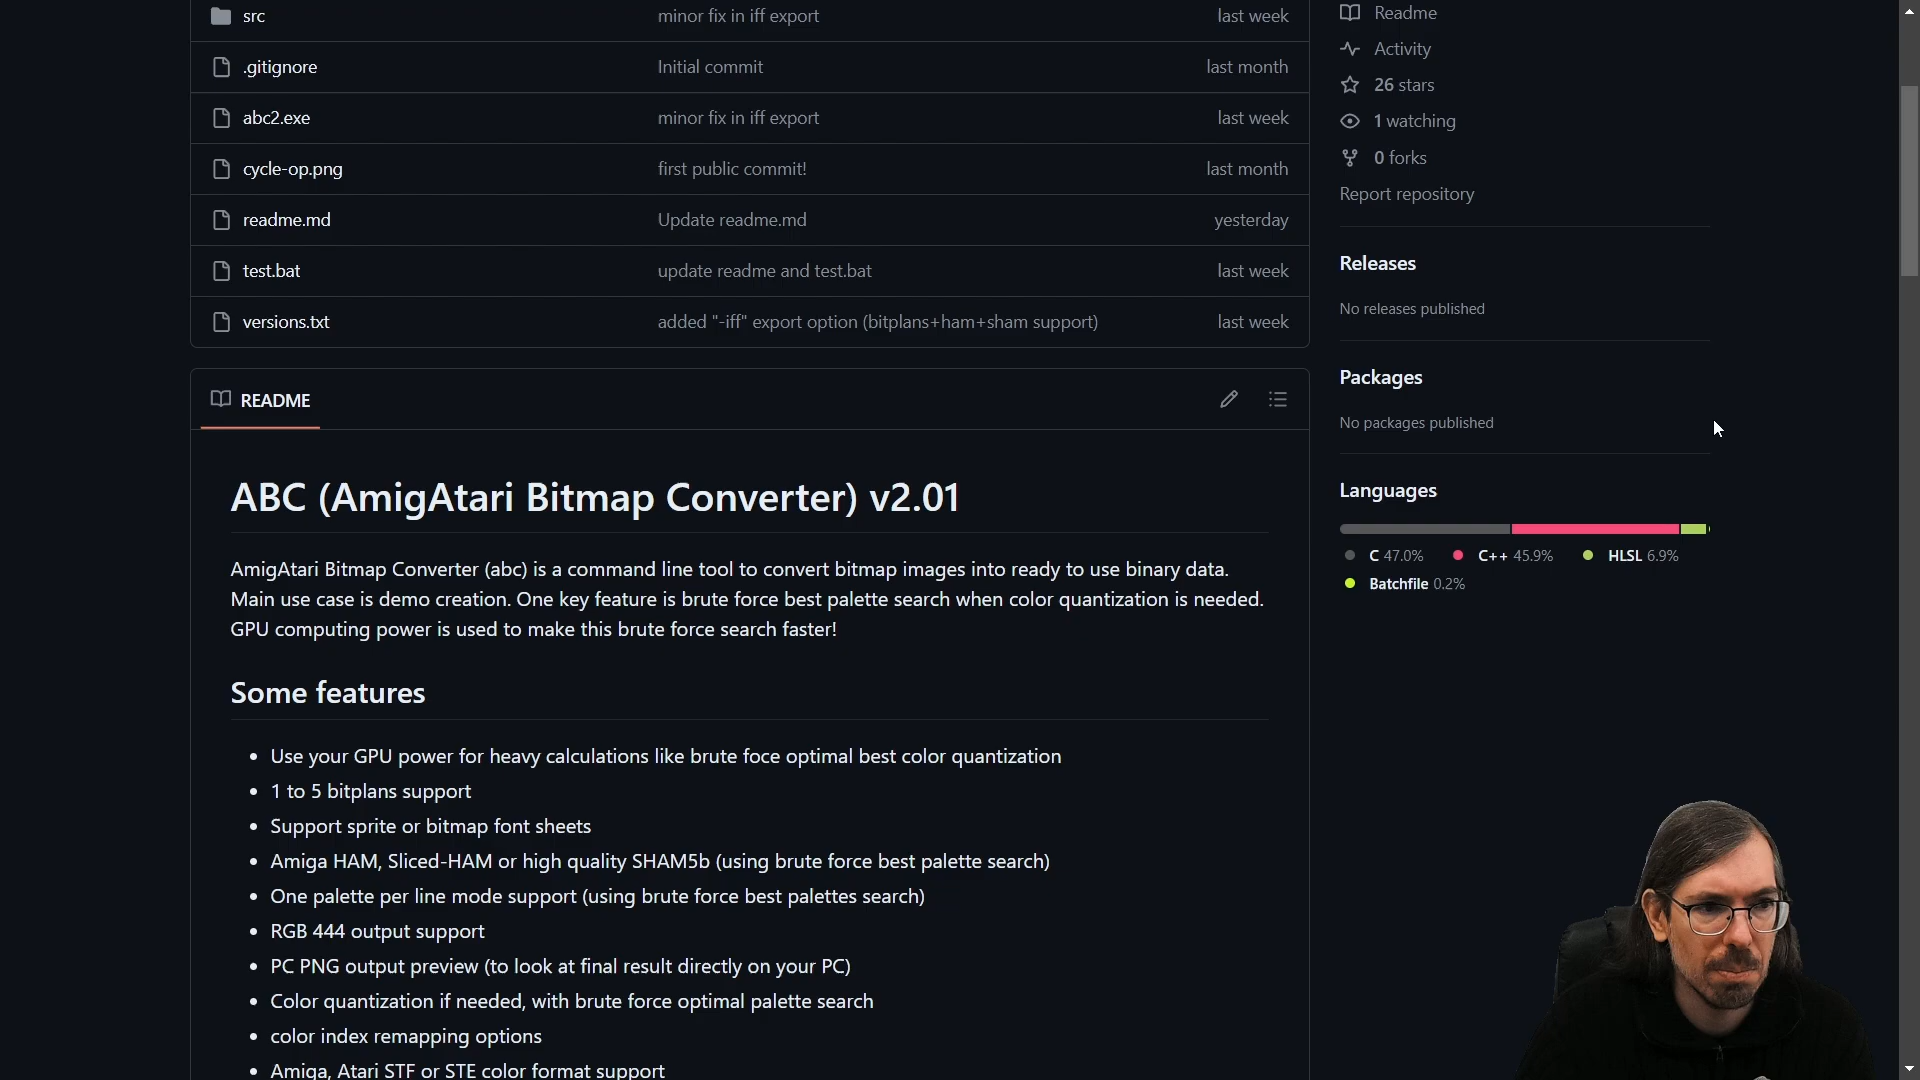 src minor fix in iff export last week
.gitignore Initial commit last month
abc2.exe minor fix in iff export last week
cycle-op.png first public commit! last month
readme.md Update readme.md yesterday
test.bat update readme and test.bat last week
versions.txt added "-iff" export option (bitplans+ham+sham support) last week
README
ABC (AmigAtari Bitmap Converter) v2.01
AmigAtari Bitmap Converter (abc) is a command line tool to convert bitmap images into ready to use binary data.
Main use case is demo creation. One key feature is brute force best palette search when color quantization is needed.
GPU computing power is used to make this brute force search faster!
Some features
• Use your GPU power for heavy calculations like brute foce optimal best color quantization
• 1 to 5 bitplans support
• Support sprite or bitmap font sheets
• Amiga HAM, Sliced-HAM or high quality SHAM5b (using brute force best palette search)
• One palette per line mode support (using brute force best palettes search)
• RGB 444 output support
• PC PNG output preview (to look at final result directly on your PC)
• Color quantization if needed, with brute force optimal palette search
• color index remapping options
• Amiga, Atari STF or STE color format support
Readme
Activity
26 stars
1 watching
0 forks
Report repository
Releases
No releases published
Packages
No packages published
Languages
C 47.0% C++ 45.9% HLSL 6.9%
Batchfile 0.2%